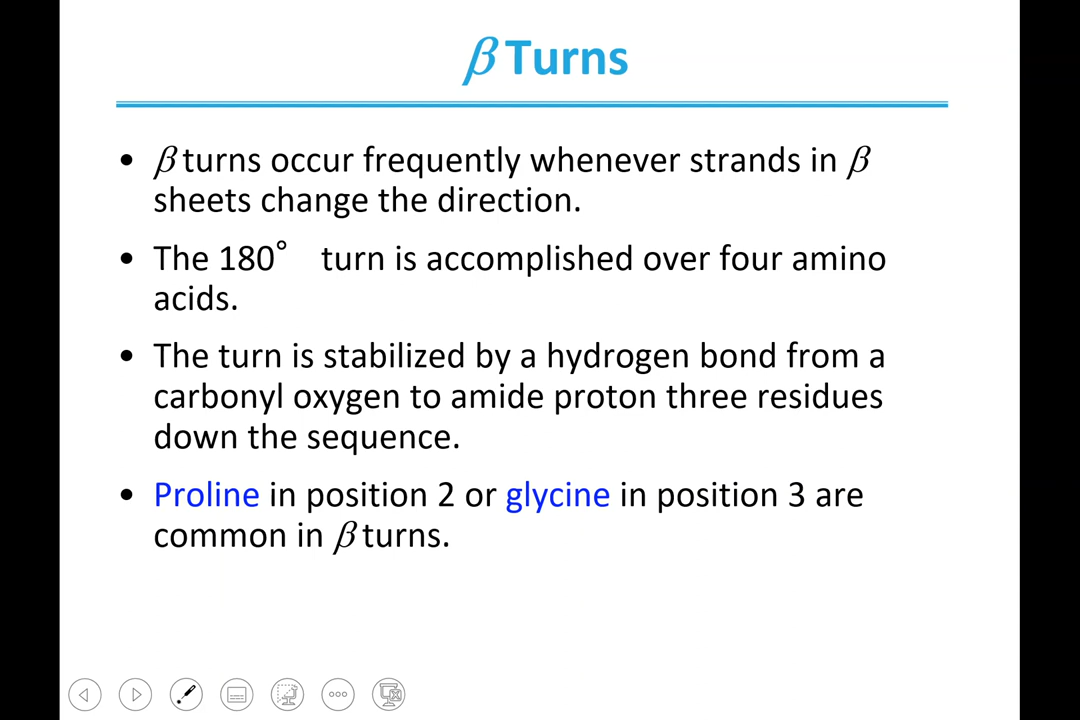 β Turns
• β turns occur frequently whenever strands in β
sheets change the direction.
• The 180° turn is accomplished over four amino
acids.
• The turn is stabilized by a hydrogen bond from a
carbonyl oxygen to amide proton three residues
down the sequence.
• Proline in position 2 or glycine in position 3 are
common in β turns.